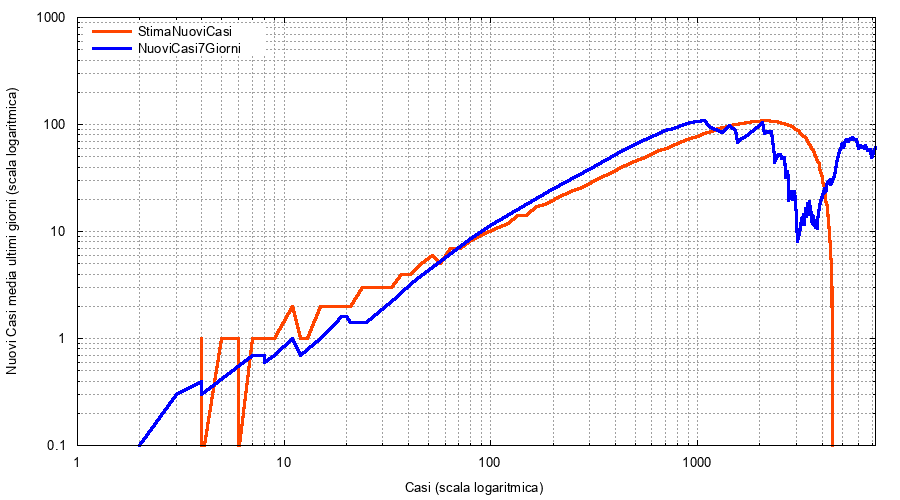 1000
100
10
1
0.1
Nuovi Casi media ultimi giorni (scala logaritmica)
StimaNuoviCasi
NuoviCasi7Giorni
1 10 100 1000
Casi (scala logaritmica)